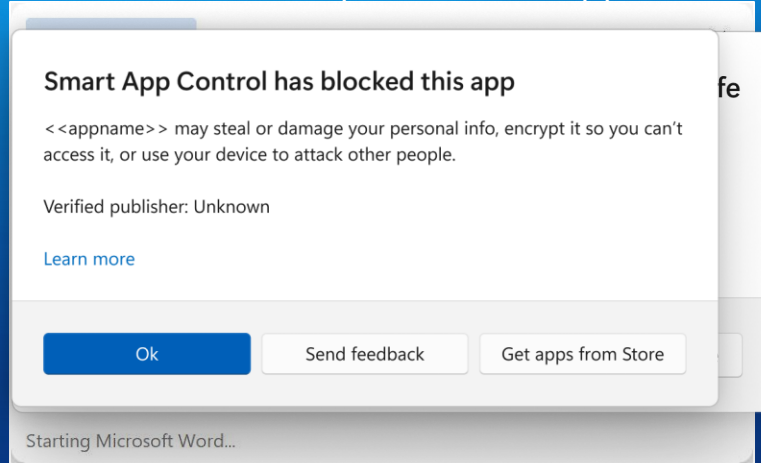 Smart App Control has blocked this app
fe
<<appname>> may steal or damage your personal info, encrypt it so you can't
access it, or use your device to attack other people.
Verified publisher: Unknown
Learn more
Ok
Send feedback
Get apps from Store
Starting Microsoft Word...